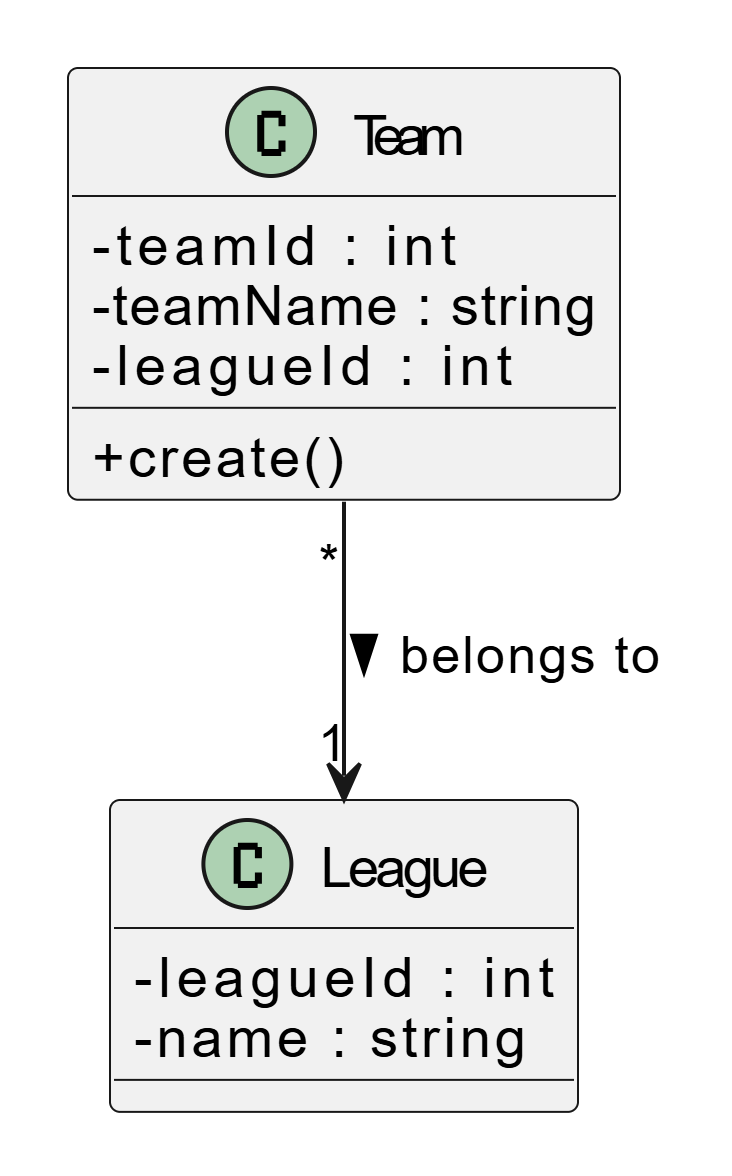 C Team
-teamId : int
-teamName : string
-leagueId : int
+create()
*
belongs to
1
C League
-leagueId : int
-name : string